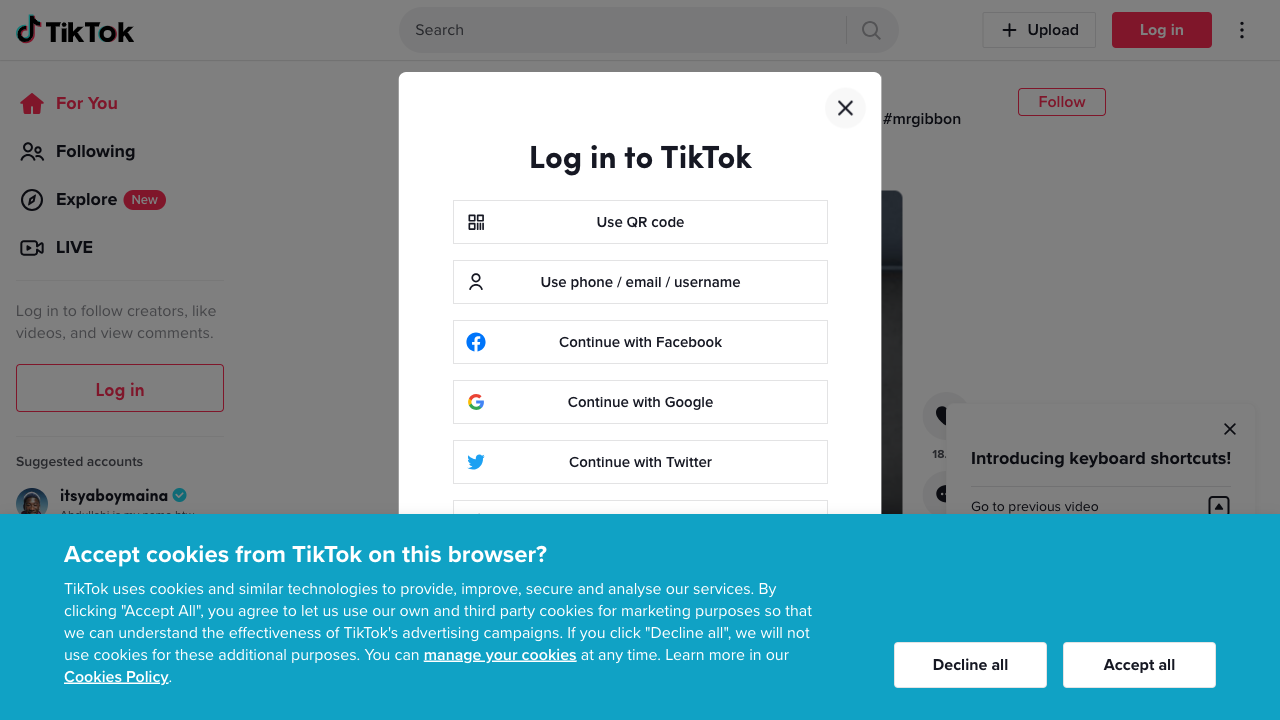 TikTok
Search
Upload
Log in
For You
Following
Explore New
LIVE
Log in to follow creators, like
videos, and view comments.
Log in
Suggested accounts
itsyaboymaina
#mrgibbon
Follow
Log in to TikTok
Use QR code
Use phone / email / username
Continue with Facebook
Continue with Google
Continue with Twitter
Introducing keyboard shortcuts!
Go to previous video
Accept cookies from TikTok on this browser?
TikTok uses cookies and similar technologies to provide, improve, secure and analyse our services. By
clicking "Accept All", you agree to let us use our own and third party cookies for marketing purposes so that
we can understand the effectiveness of TikTok's advertising campaigns. If you click "Decline all", we will not
use cookies for these additional purposes. You can manage your cookies at any time. Learn more in our
Cookies Policy.
Decline all
Accept all